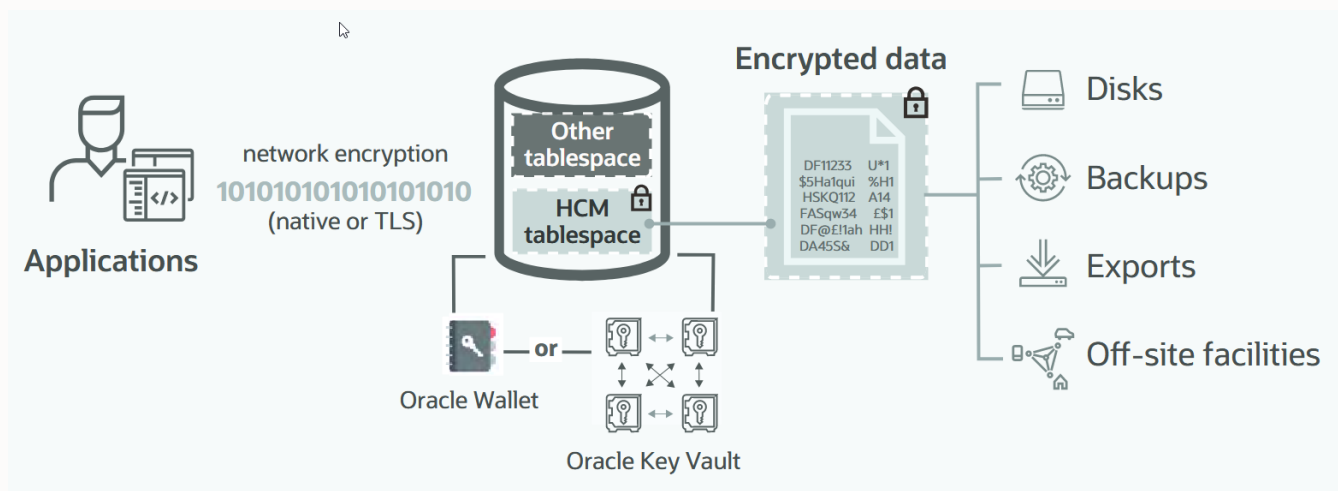 Applications
network encryption
101010101010101010
(native or TLS)
Other
tablespace
HCM
tablespace
Oracle Wallet
or
Oracle Key Vault
Encrypted data
DF11233 U*1
$5Ha1qui %H1
HSKQ112 A14
FASqw34 £$1
DF@£!1ah HH!
DA45S& DD1
Disks
Backups
Exports
Off-site facilities